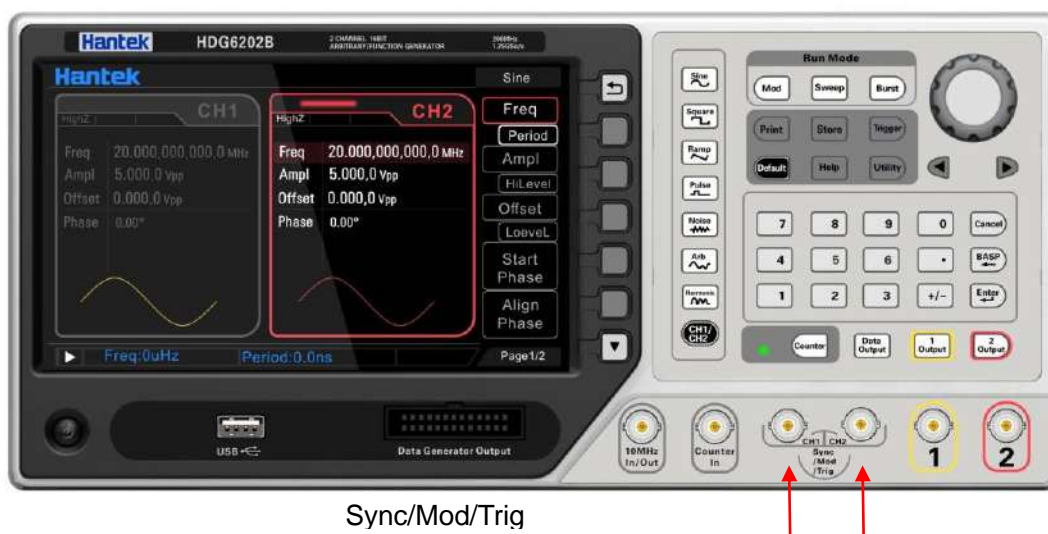 Hantek HDG6202B 2 CHANNEL 16BIT
ARBITRARY/FUNCTION GENERATOR
200MHz
1.25GSa/s
Hantek Sine
CH1 CH2
HighZ HighZ
Freq 20.000,000,000,0 MHz
Ampl 5.000,0 Vpp
Offset 0.000,0 Vpp
Phase 0.00°
Freq 20.000,000,000,0 MHz
Ampl 5.000,0 Vpp
Offset 0.000,0 Vpp
Phase 0.00°
Freq
Period
Ampl
HiLevel
Offset
LoeveL
Start
Phase
Align
Phase
Freq:0uHz Period:0.0ns Page1/2
Sine
Square
Ramp
Pulse
Noise
Arb
Harmonic
CH1/
CH2
Run Mode
Mod Sweep Burst
Print Store Trigger
Default Help Utility
7 8 9 0 Cancel
4 5 6 . BASP
1 2 3 +/- Enter
Counter
Data
Output
1
Output
2
Output
USB
Data Generator Output
10MHz
In/Out
Counter
In
CH1 CH2
Sync
/Mod
/Trig
1
2
Sync/Mod/Trig